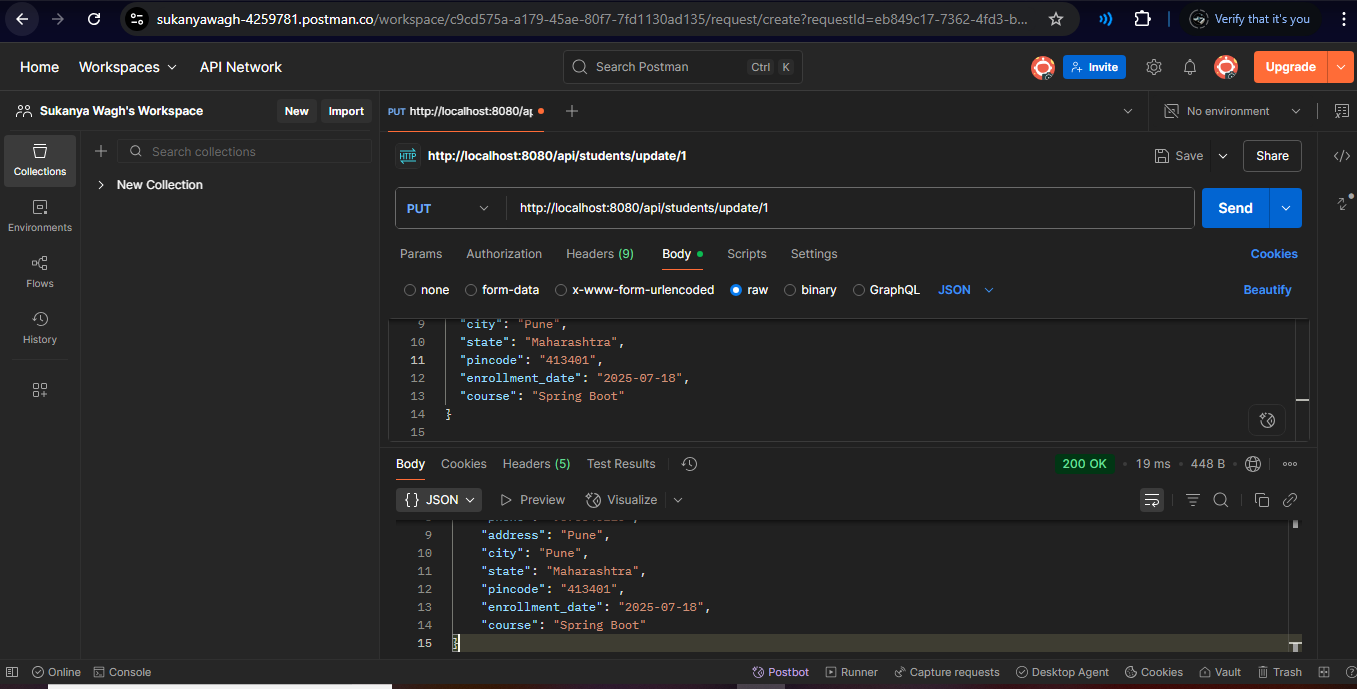 sukanyawagh-4259781.postman.co/workspace/c9cd575a-a179-45ae-80f7-7fd1130ad135/request/create?requestId=eb849c17-7362-4fd3-b... Verify that it's you
Home Workspaces API Network Search Postman Ctrl K Invite Upgrade
Sukanya Wagh's Workspace New Import PUT http://localhost:8080/ap No environment
Collections Search collections HTTP http://localhost:8080/api/students/update/1 Save Share
New Collection
PUT http://localhost:8080/api/students/update/1 Send
Environments
Params Authorization Headers (9) Body Scripts Settings Cookies
Flows
none form-data x-www-form-urlencoded raw binary GraphQL JSON Beautify
History
9 "city": "Pune",
10 "state": "Maharashtra",
11 "pincode": "413401",
12 "enrollment_date": "2025-07-18",
13 "course": "Spring Boot"
14 }
15
Body Cookies Headers (5) Test Results 200 OK • 19 ms • 448 B
{} JSON Preview Visualize
9 "address": "Pune",
10 "city": "Pune",
11 "state": "Maharashtra",
12 "pincode": "413401",
13 "enrollment_date": "2025-07-18",
14 "course": "Spring Boot"
15 }
Online Console Postbot Runner Capture requests Desktop Agent Cookies Vault Trash